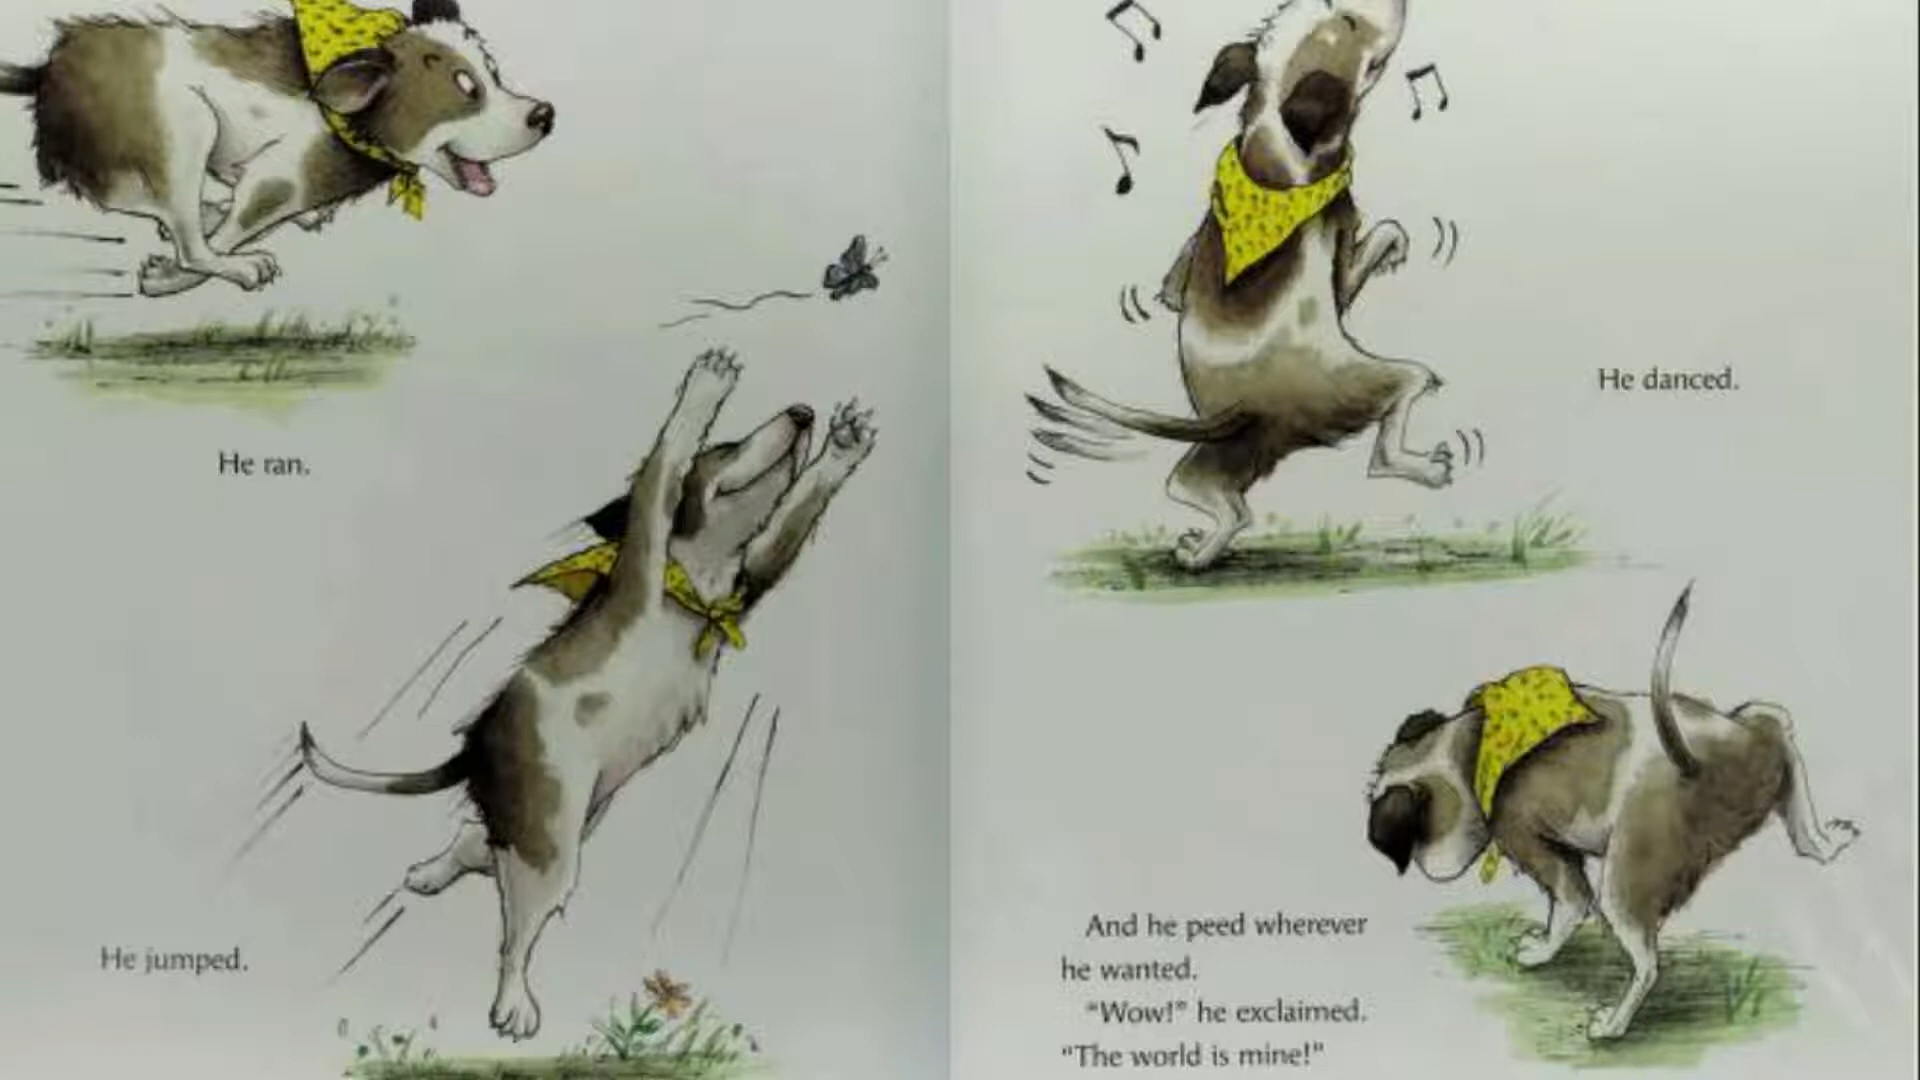 He ran.
He jumped.
He danced.
And he peed wherever
he wanted.
“Wow!” he exclaimed.
“The world is mine!”